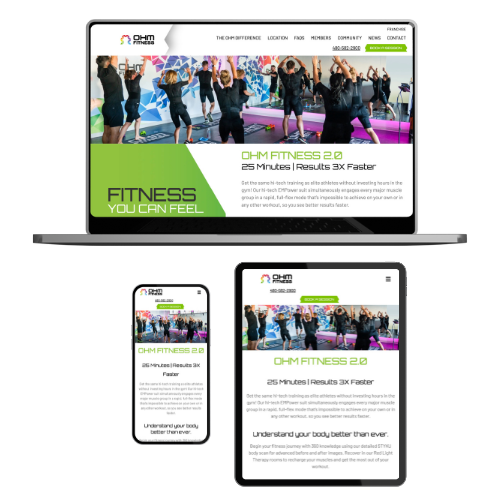 FRANCHISE
OHM
FITNESS
THE OHM DIFFERENCE LOCATION FAQS MEMBERS COMMUNITY NEWS CONTACT
480-582-2900
BOOK A SESSION
OHM FITNESS 2.0
25 Minutes | Results 3X Faster
Get the same hi-tech training as elite athletes without investing hours in the
gym! Our hi-tech EMPower suit simultaneously engages every major muscle
group in a rapid, full-flex mode that's impossible to achieve on your own or in
any other workout, so you see better results faster.
FITNESS
YOU CAN FEEL
OHM
FITNESS
480-582-2900
OHM FITNESS 2.0
25 Minutes | Results 3X
Faster
Get the same hi-tech training as elite athletes
without investing hours in the gym! Our hi-tech
EMPower suit simultaneously engages every
major muscle group in a rapid, full-flex mode
that's impossible to achieve on your own or in
any other workout, so you see better results
faster.
Understand your body
better than ever.
OHM
FITNESS
480-582-2900
BOOK A SESSION
OHM FITNESS 2.0
25 Minutes | Results 3X Faster
Get the same hi-tech training as elite athletes without investing hours in the
gym! Our hi-tech EMPower suit simultaneously engages every major muscle
group in a rapid, full-flex mode that's impossible to achieve on your own or in
any other workout, so you see better results faster.
Understand your body better than ever.
Begin your fitness journey with 360 knowledge using our detailed
body scan for advanced before and after images. Recover in our Red Light
Therapy rooms to recharge your muscles and get the most out of your
workout.